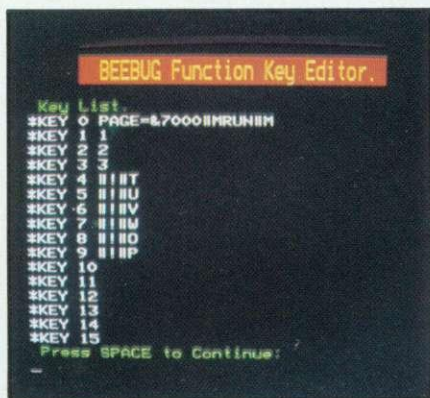 BEEBUG Function Key Editor.
Key List.
*KEY 0 PAGE=&7000‖MRUN‖M
*KEY 1 1
*KEY 2 2
*KEY 3 3
*KEY 4 ‖!‖T
*KEY 5 ‖!‖U
*KEY 6 ‖!‖V
*KEY 7 ‖!‖W
*KEY 8 ‖!‖O
*KEY 9 ‖!‖P
*KEY 10
*KEY 11
*KEY 12
*KEY 13
*KEY 14
*KEY 15
Press SPACE to Continue:
_